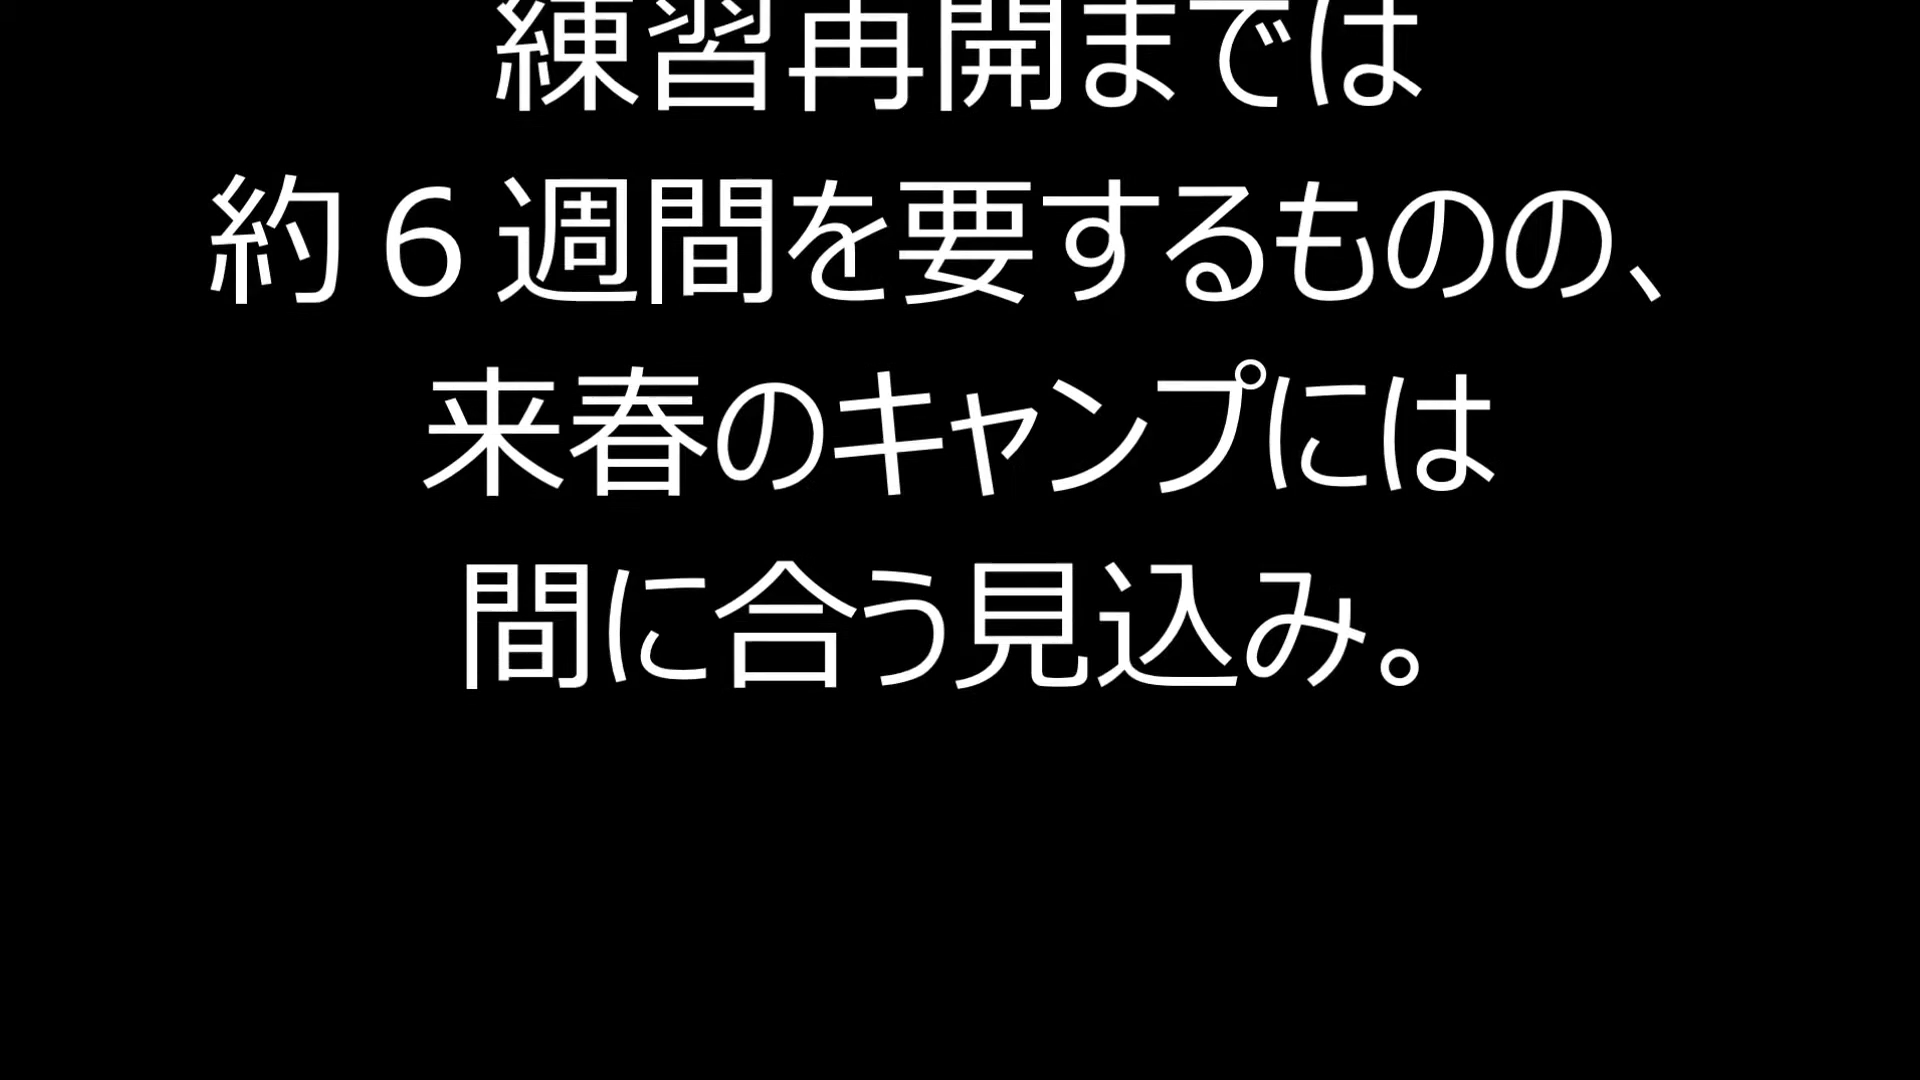 練習再開までは
約６週間を要するものの、
来春のキャンプには
間に合う見込み。